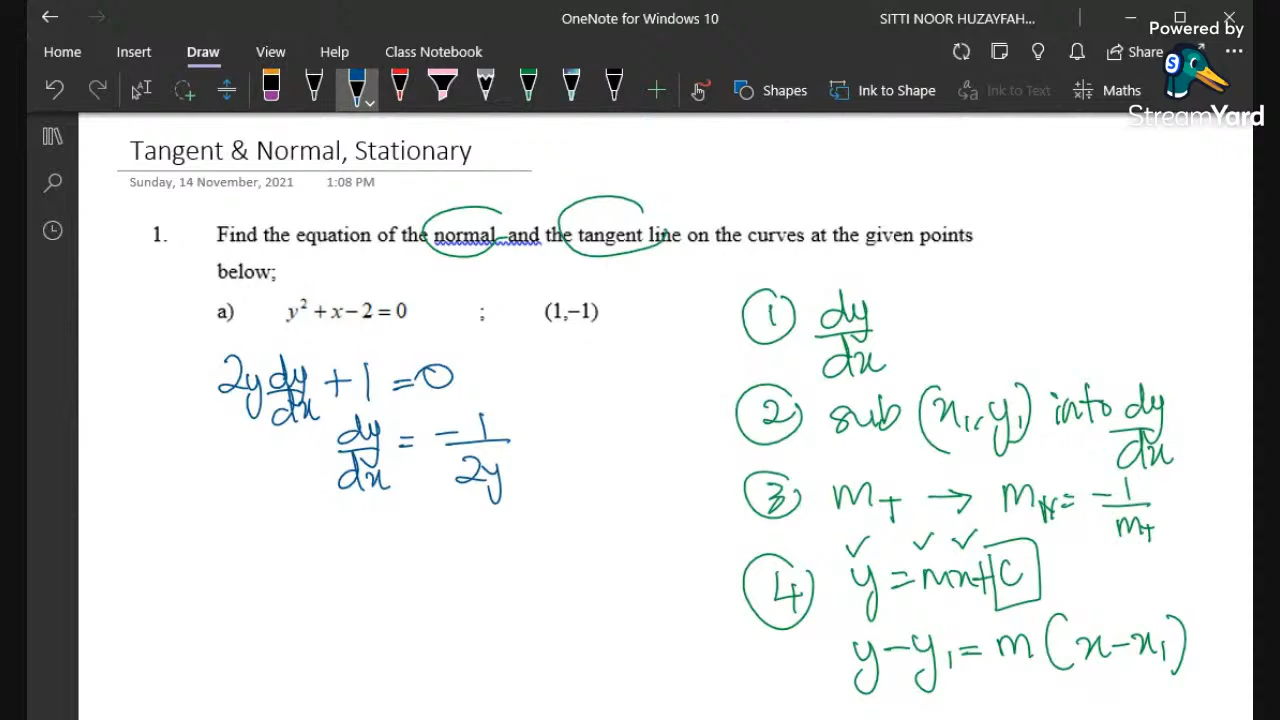 OneNote for Windows 10
SITTI NOOR HUZAYFAH...
Powered by
StreamYard
Home Insert Draw View Help Class Notebook
Share
Shapes Ink to Shape Ink to Text Maths
Tangent & Normal, Stationary
Sunday, 14 November, 2021 1:08 PM
1. Find the equation of the normal and the tangent line on the curves at the given points
below;
a) y² + x − 2 = 0 ; (1,−1)
2y dy/dx + 1 = 0
dy/dx = -1/2y
① dy/dx
② sub (x₁, y₁) into dy/dx
③ m_T → m_N = -1/m_T
④ y = mx + c
y − y₁ = m(x − x₁)